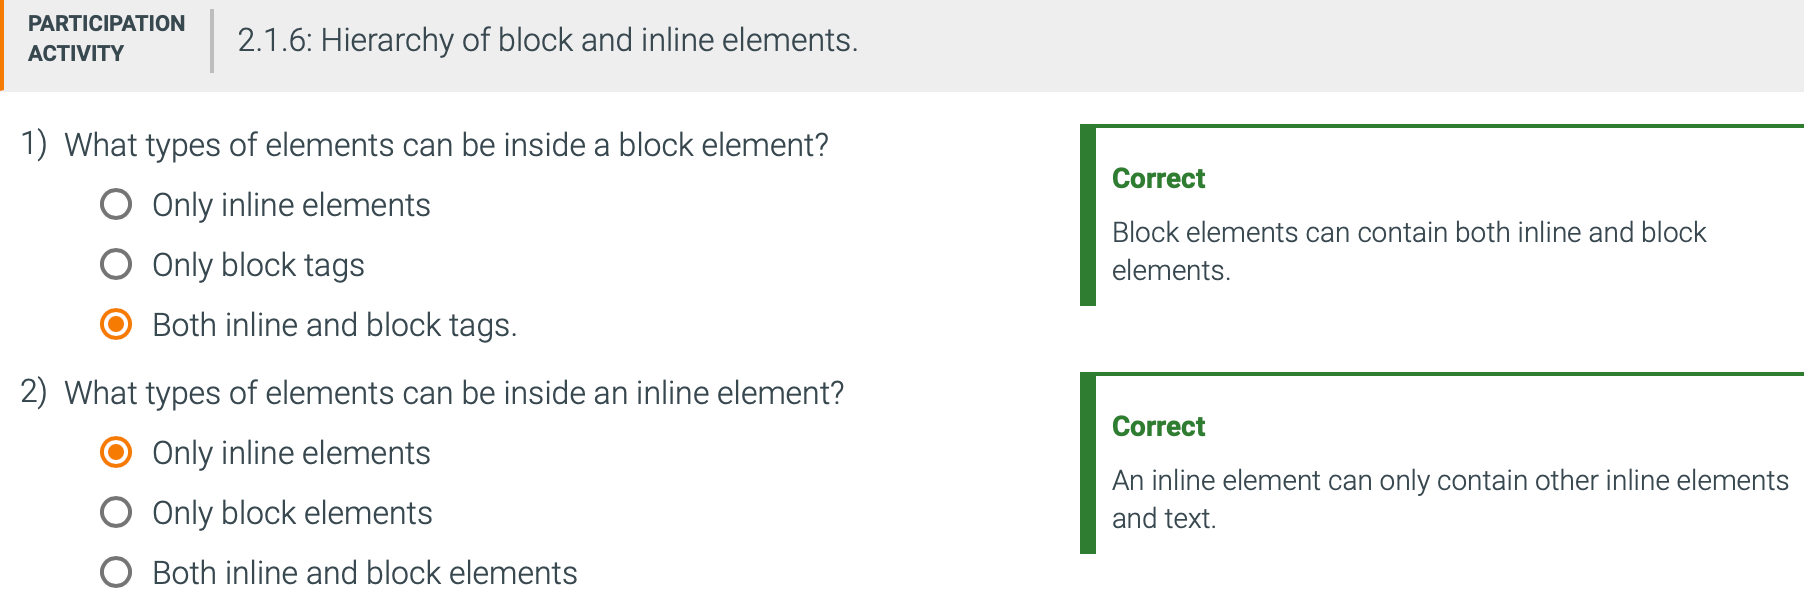 PARTICIPATION
ACTIVITY
2.1.6: Hierarchy of block and inline elements.
1) What types of elements can be inside a block element?
Only inline elements
Only block tags
Both inline and block tags.
Correct
Block elements can contain both inline and block
elements.
2) What types of elements can be inside an inline element?
Only inline elements
Only block elements
Both inline and block elements
Correct
An inline element can only contain other inline elements
and text.